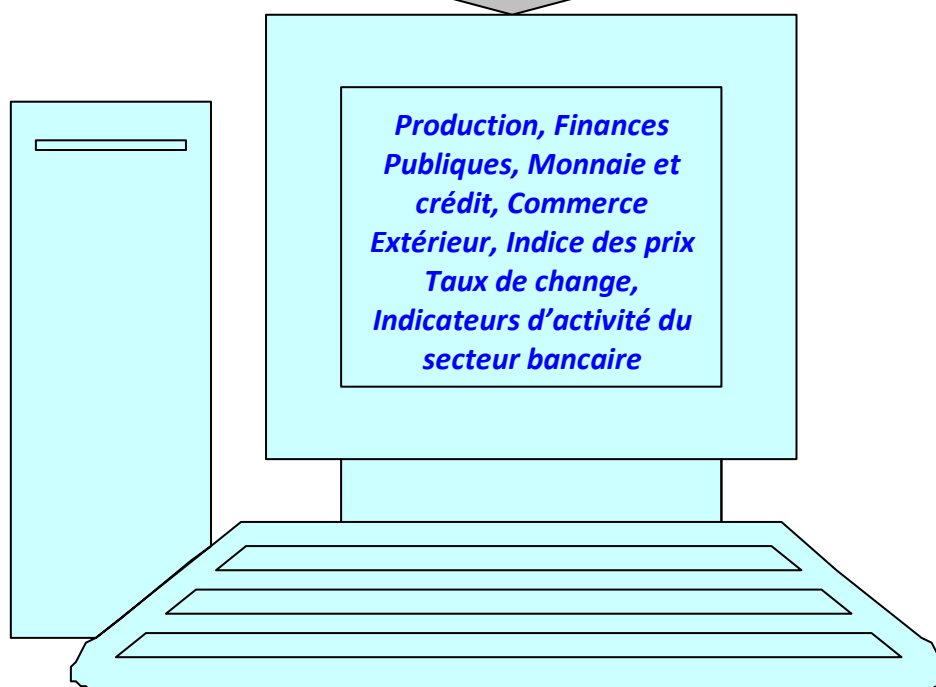 Production, Finances
Publiques, Monnaie et
crédit, Commerce
Extérieur, Indice des prix
Taux de change,
Indicateurs d’activité du
secteur bancaire